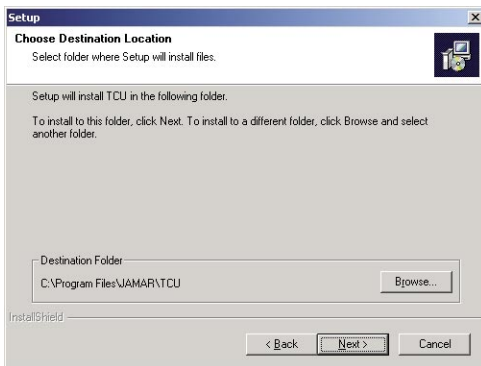 Setup
Choose Destination Location
Select folder where Setup will install files.
Setup will install TCU in the following folder.
To install to this folder, click Next. To install to a different folder, click Browse and select
another folder.
Destination Folder
C:\Program Files\JAMAR\TCU
Browse...
InstallShield
< Back
Next >
Cancel